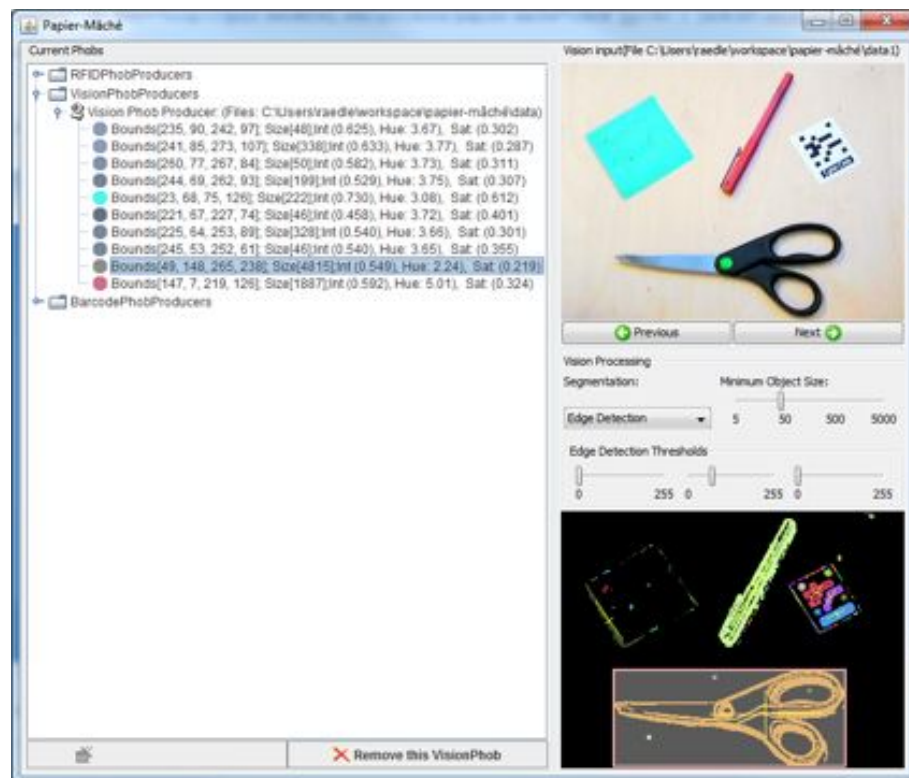 Papier-Mâché
Current Phobs
RFIDPhobProducers
VisionPhobProducers
Vision Phob Producer: (Files: C:\Users\raedle\workspace\papier-mâché\data)
Bounds[235, 90, 242, 97]; Size[48];Int (0.625), Hue: 3.67), Sat: (0.302)
Bounds[241, 85, 273, 107]; Size[338];Int (0.633), Hue: 3.77), Sat: (0.287)
Bounds[260, 77, 267, 84]; Size[50];Int (0.582), Hue: 3.73), Sat: (0.311)
Bounds[244, 69, 262, 93]; Size[199];Int (0.529), Hue: 3.75), Sat: (0.307)
Bounds[23, 68, 75, 126]; Size[222];Int (0.730), Hue: 3.08), Sat: (0.612)
Bounds[221, 67, 227, 74]; Size[46];Int (0.458), Hue: 3.72), Sat: (0.401)
Bounds[225, 64, 253, 89]; Size[328];Int (0.540), Hue: 3.66), Sat: (0.301)
Bounds[245, 53, 252, 61]; Size[46];Int (0.540), Hue: 3.65), Sat: (0.355)
Bounds[49, 148, 265, 238]; Size[4815];Int (0.549), Hue: 2.24), Sat: (0.219)
Bounds[147, 7, 219, 126]; Size[1887];Int (0.592), Hue: 5.01), Sat: (0.324)
BarcodePhobProducers
Remove this VisionPhob
Vision input(File C:\Users\raedle\workspace\papier-mâché\data1)
Previous
Next
Vision Processing
Segmentation:
Minimum Object Size:
Edge Detection
5 50 500 5000
Edge Detection Thresholds
0 255 0 255 0 255